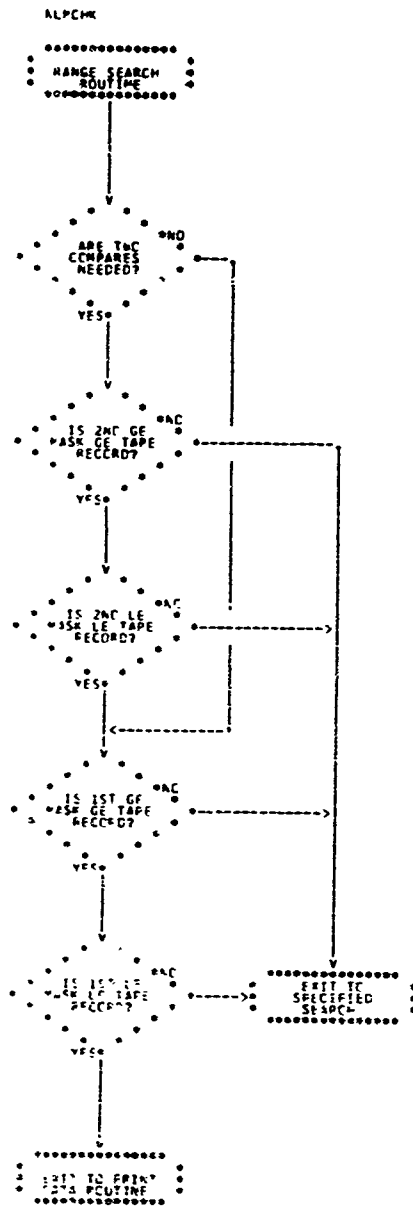 RANGE SEARCH
ROUTINE
*NO
ARE TWO
COMPARES
NEEDED?
YES*
*NO
IS 2ND GE
MASK GE TAPE
RECORD?
YES*
*NO
IS 2ND LE
MASK LE TAPE
RECORD?
YES*
*NO
IS 1ST GE
MASK GE TAPE
RECORD?
YES*
*NO
IS 1ST LE
MASK LE TAPE
RECORD?
YES*
EXIT TO
SPECIFIED
SEARCH
EXIT TO PRINT
DATA ROUTINE